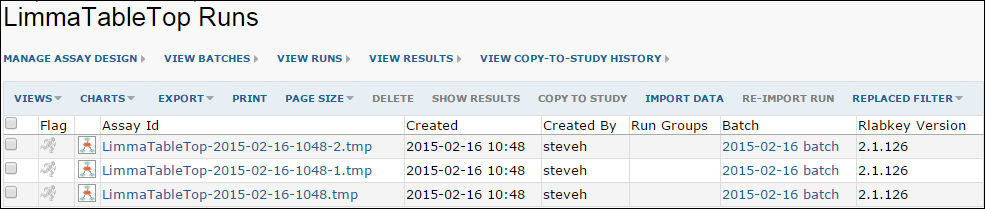 LimmaTableTop Runs
MANAGE ASSAY DESIGN VIEW BATCHES VIEW RUNS VIEW RESULTS VIEW COPY-TO-STUDY HISTORY
VIEWS CHARTS EXPORT PRINT PAGE SIZE DELETE SHOW RESULTS COPY TO STUDY IMPORT DATA RE-IMPORT RUN REPLACED FILTER
Flag Assay Id Created Created By Run Groups Batch Rlabkey Version
LimmaTableTop-2015-02-16-1048-2.tmp 2015-02-16 10:48 steveh 2015-02-16 batch 2.1.126
LimmaTableTop-2015-02-16-1048-1.tmp 2015-02-16 10:48 steveh 2015-02-16 batch 2.1.126
LimmaTableTop-2015-02-16-1048.tmp 2015-02-16 10:48 steveh 2015-02-16 batch 2.1.126